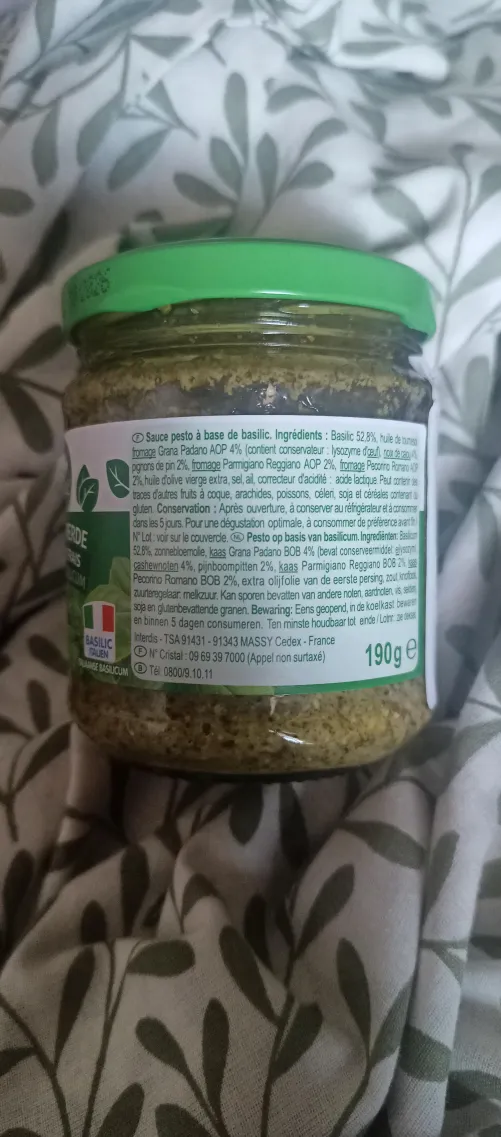 2026
Ⓕ Sauce pesto à base de basilic. Ingrédients : Basilic 52,8%, huile de tournesol,
fromage Grana Padano AOP 4% (contient conservateur : lysozyme d'œuf), noix de cajou 4%,
pignons de pin 2%, fromage Parmigiano Reggiano AOP 2%, fromage Pecorino Romano AOP
2%, huile d'olive vierge extra, sel, ail, correcteur d'acidité : acide lactique. Peut contenir des
traces d'autres fruits à coque, arachides, poissons, céleri, soja et céréales contenant du
gluten. Conservation : Après ouverture, à conserver au réfrigérateur et à consommer
dans les 5 jours. Pour une dégustation optimale, à consommer de préférence avant fin /
N° Lot : voir sur le couvercle. NL Pesto op basis van basilicum. Ingrediënten: Basilicum
52,8%, zonnebloemolie, kaas Grana Padano BOB 4% (bevat conserveermiddel:
cashewnoten 4%, pijnboompitten 2%, kaas Parmigiano Reggiano BOB 2%, kaas
Pecorino Romano BOB 2%, extra olijfolie van de eerste persing, zout, knoflook,
zuurteregelaar: melkzuur. Kan sporen bevatten van andere noten, aardnoten, vis, selderij,
soja en glutenbevattende granen. Bewaring: Eens geopend, in de koelkast bewaren
en binnen 5 dagen consumeren. Ten minste houdbaar tot einde / Lotnr.: zie deksel.
Interdis - TSA 91431 - 91343 MASSY Cedex - France
Ⓕ N° Cristal : 09 69 39 7000 (Appel non surtaxé)
Ⓑ Tél. 0800/9.10.11
190g ℮
ERDE
BASILIC
ITALIEN
BASILICUM